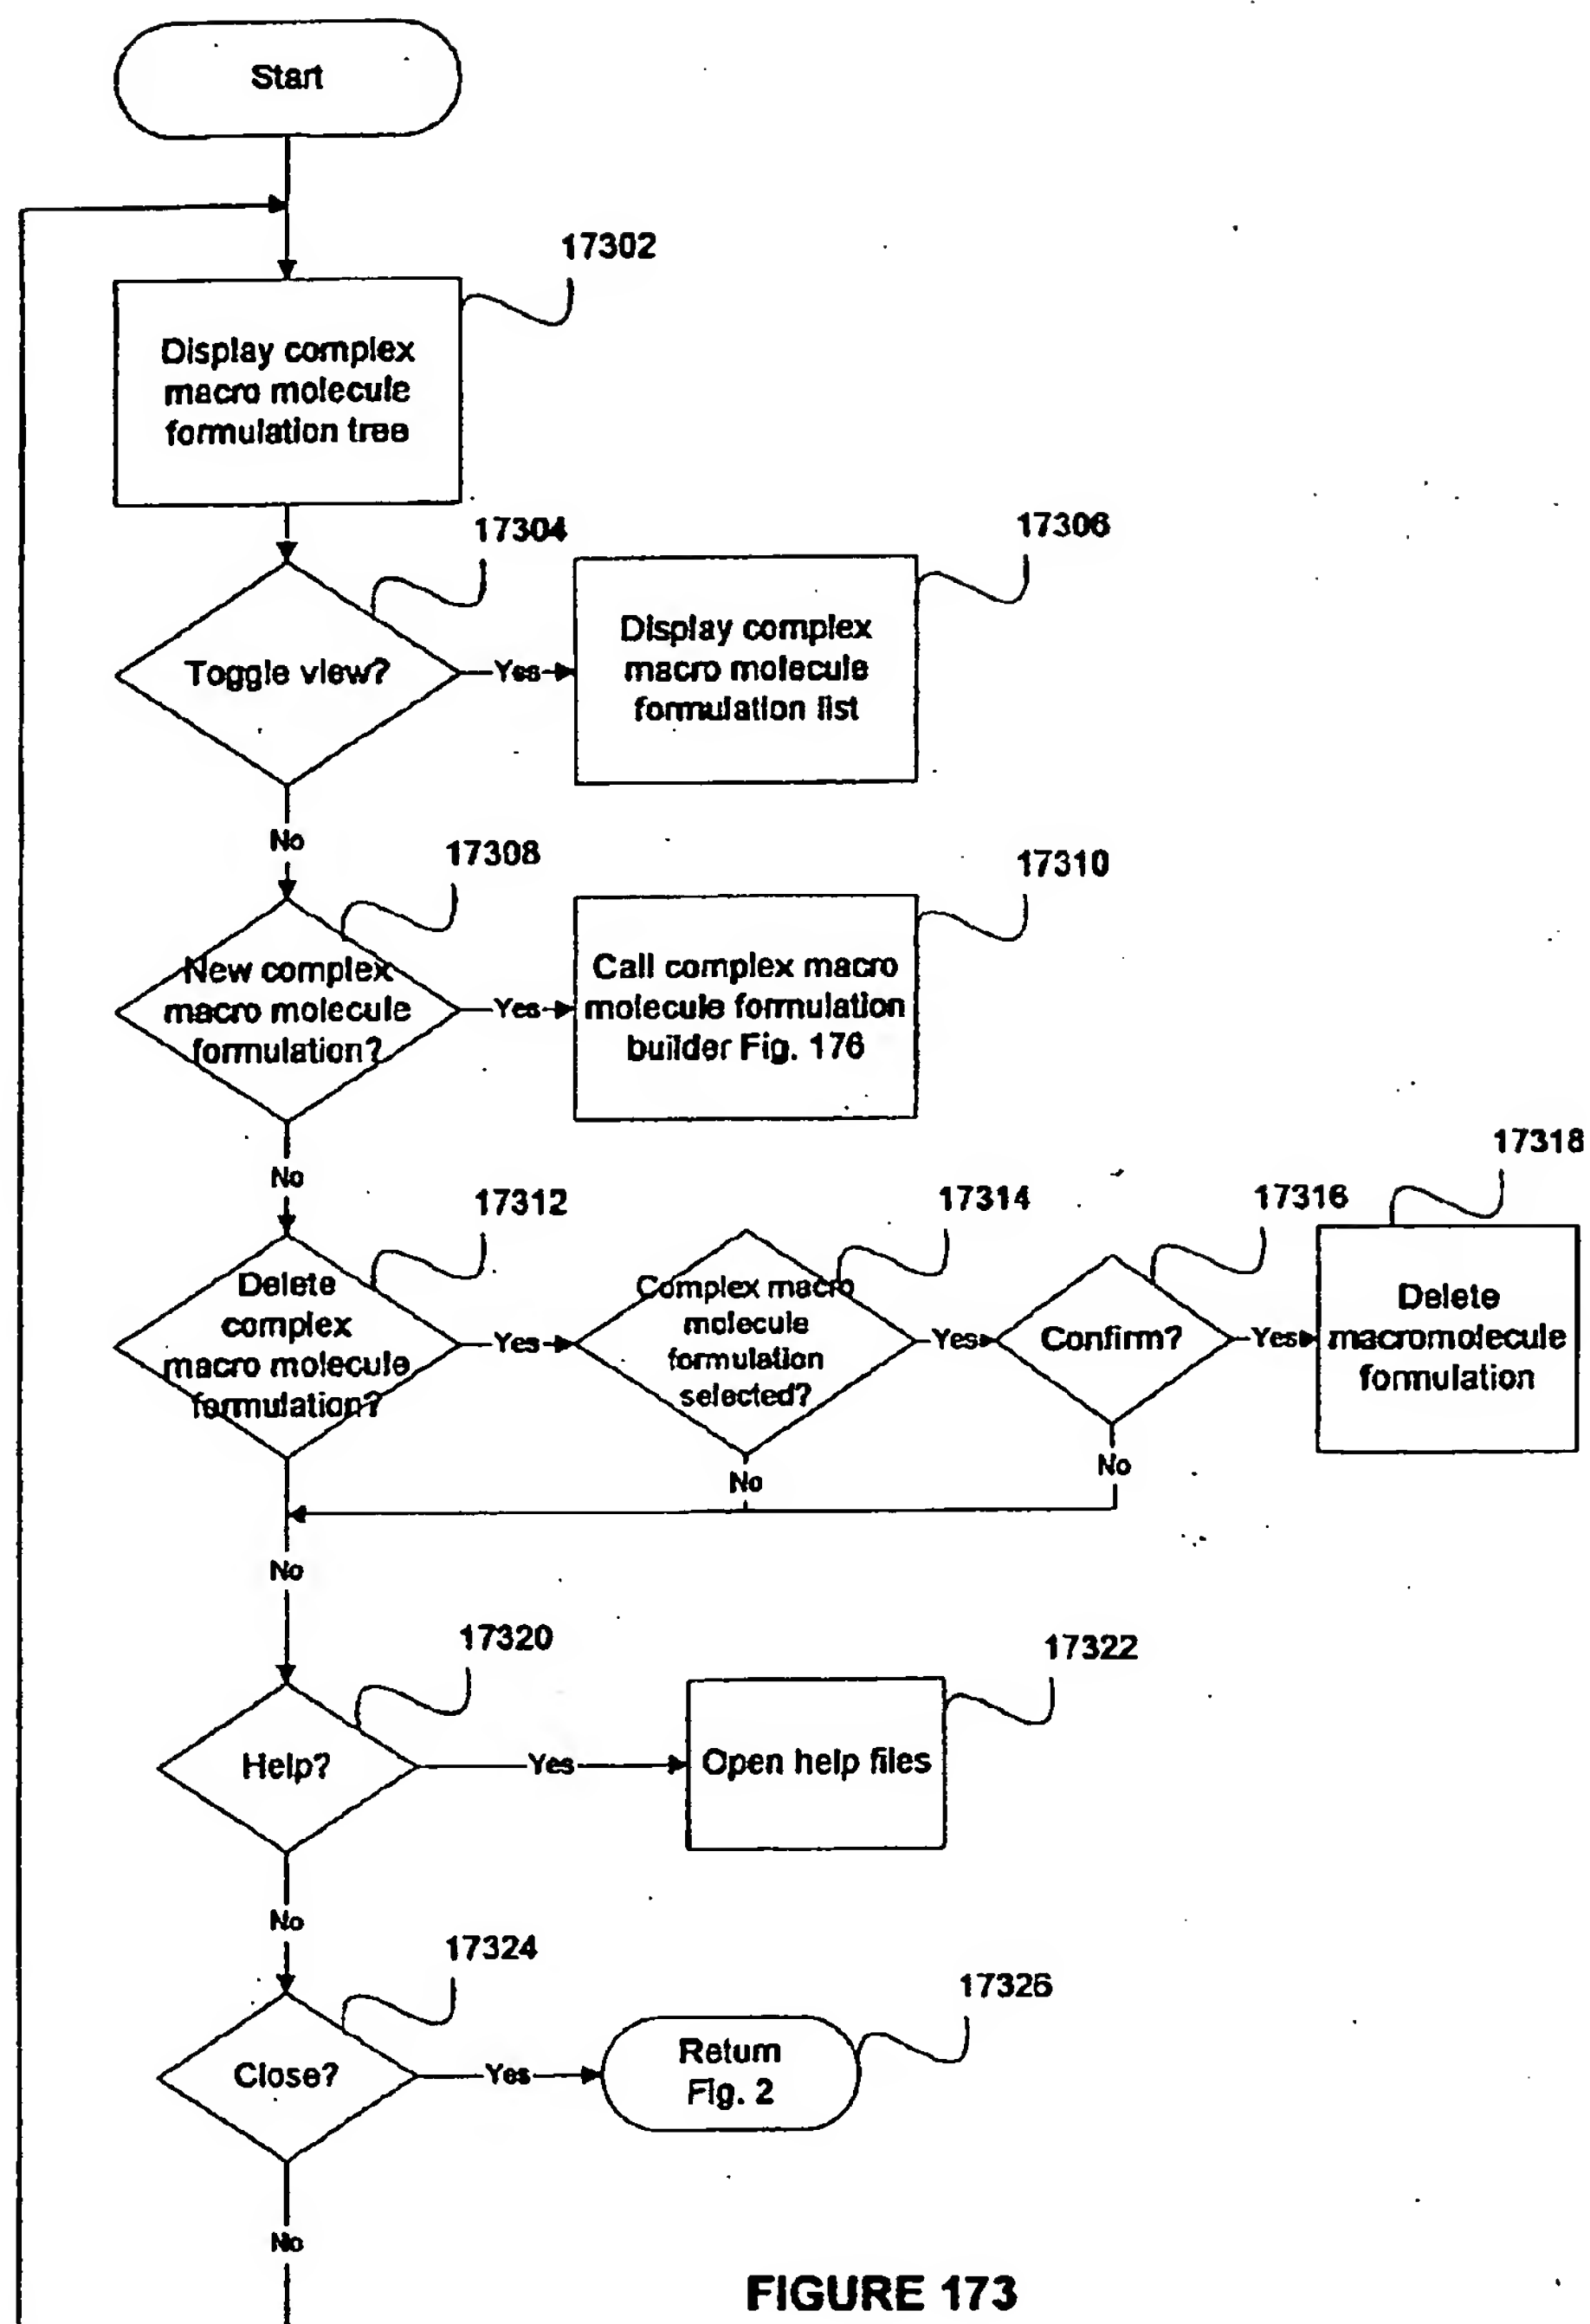 Start
17302
Display complex
macro molecule
formulation tree
17304
17306
Toggle view?
Yes
Display complex
macro molecule
formulation list
No
17308
17310
New complex
macro molecule
formulation?
Yes
Call complex macro
molecule formulation
builder Fig. 176
No
17312
17314
17316
17318
Delete
complex
macro molecule
formulation?
Yes
Complex macro
molecule
formulation
selected?
Yes
Confirm?
Yes
Delete
macromolecule
formulation
No
No
No
17320
17322
Help?
Yes
Open help files
No
17324
17326
Close?
Yes
Return
Fig. 2
No
FIGURE 173